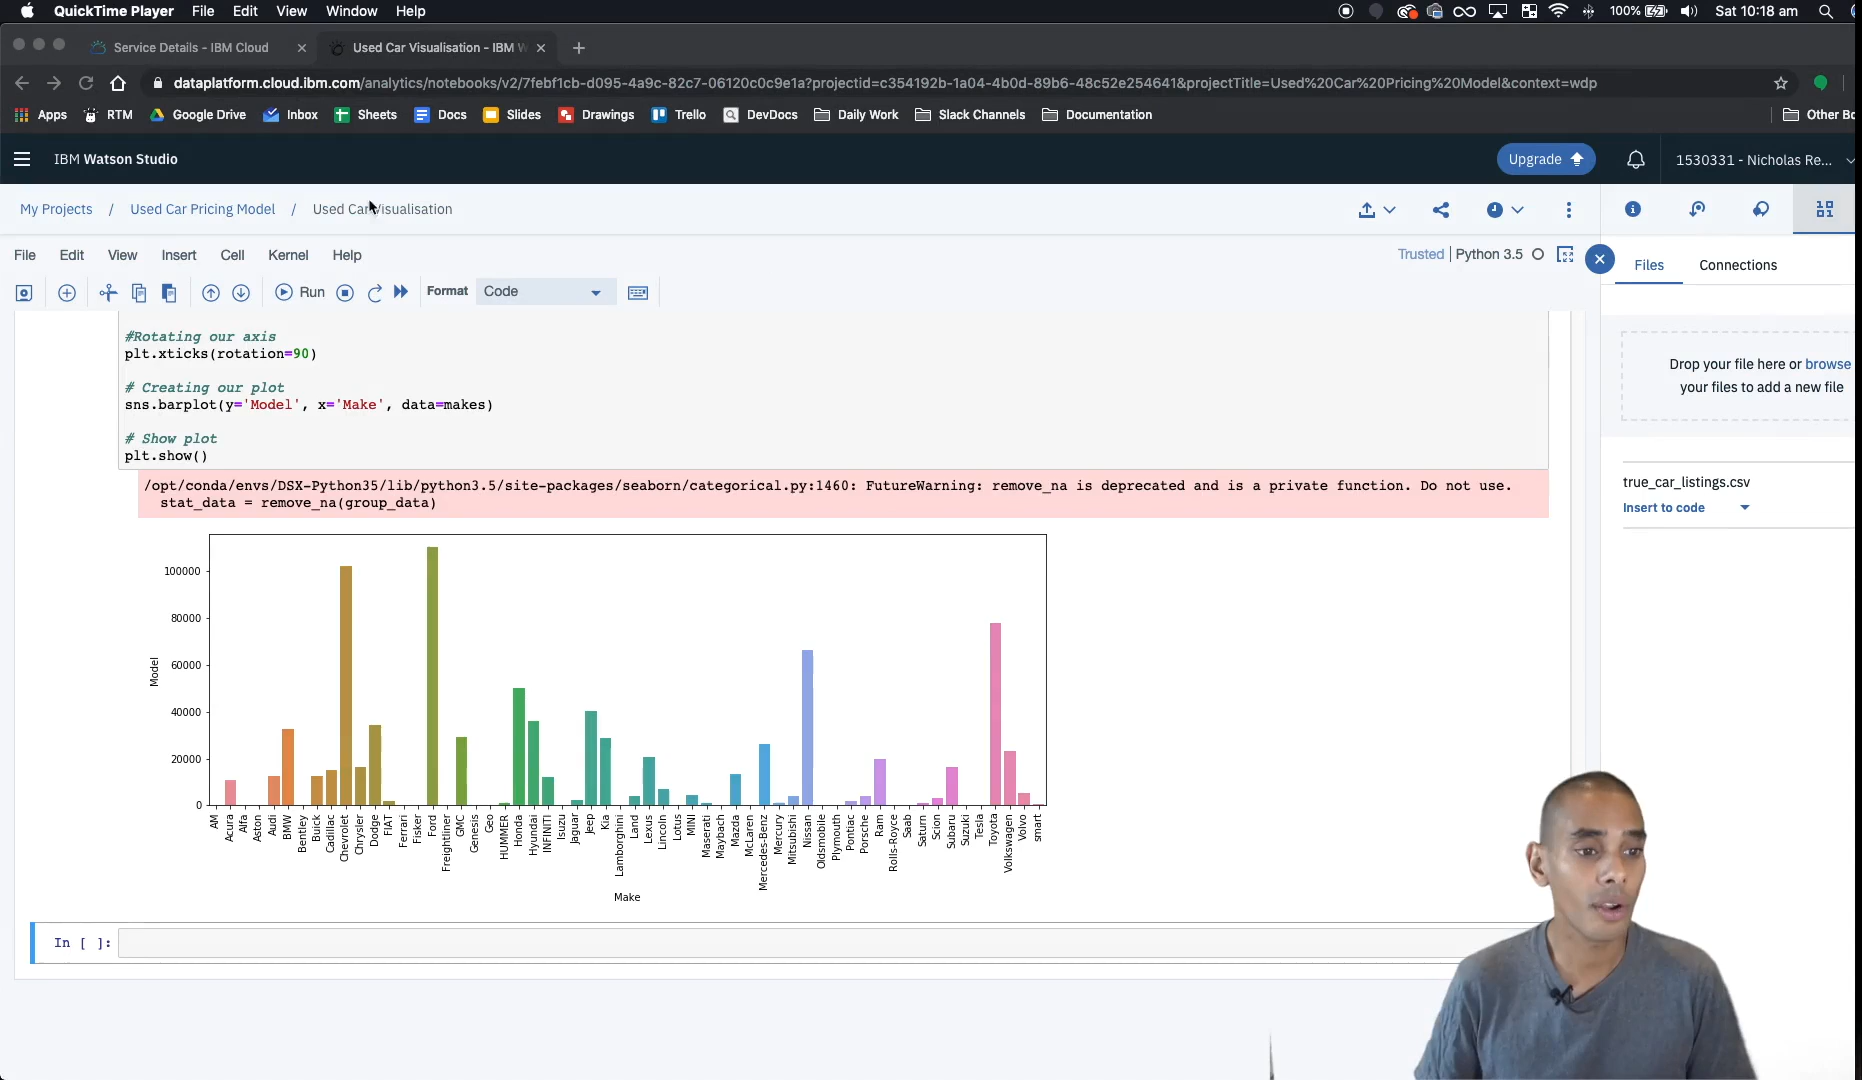 QuickTime Player File Edit View Window Help 100% Sat 10:18 am
Service Details - IBM Cloud Used Car Visualisation - IBM W
dataplatform.cloud.ibm.com/analytics/notebooks/v2/7febf1cb-d095-4a9c-82c7-06120c0c9e1a?projectid=c354192b-1a04-4b0d-89b6-48c52e254641&projectTitle=Used%20Car%20Pricing%20Model&context=wdp
Apps RTM Google Drive Inbox Sheets Docs Slides Drawings Trello DevDocs Daily Work Slack Channels Documentation Other Bo
IBM Watson Studio Upgrade 1530331 - Nicholas Re...
My Projects / Used Car Pricing Model / Used Car Visualisation
File Edit View Insert Cell Kernel Help Trusted | Python 3.5
Files Connections
Run Format Code
#Rotating our axis
plt.xticks(rotation=90)
# Creating our plot
sns.barplot(y='Model', x='Make', data=makes)
# Show plot
plt.show()
Drop your file here or browse
your files to add a new file
true_car_listings.csv
Insert to code
/opt/conda/envs/DSX-Python35/lib/python3.5/site-packages/seaborn/categorical.py:1460: FutureWarning: remove_na is deprecated and is a private function. Do not use.
stat_data = remove_na(group_data)
100000
80000
60000
40000
20000
0
Model
AM Acura Alfa Aston Audi BMW Bentley Buick Cadillac Chevrolet Chrysler Dodge FIAT Ferrari Fisker Ford Freightliner GMC Genesis Geo HUMMER Honda Hyundai INFINITI Isuzu Jaguar Jeep Kia Lamborghini Land Lexus Lincoln Lotus MINI Maserati Maybach Mazda McLaren Mercedes-Benz Mercury Mitsubishi Nissan Oldsmobile Plymouth Pontiac Porsche Ram Rolls-Royce Saab Saturn Scion Subaru Suzuki Tesla Toyota Volkswagen Volvo smart
Make
In [ ]: